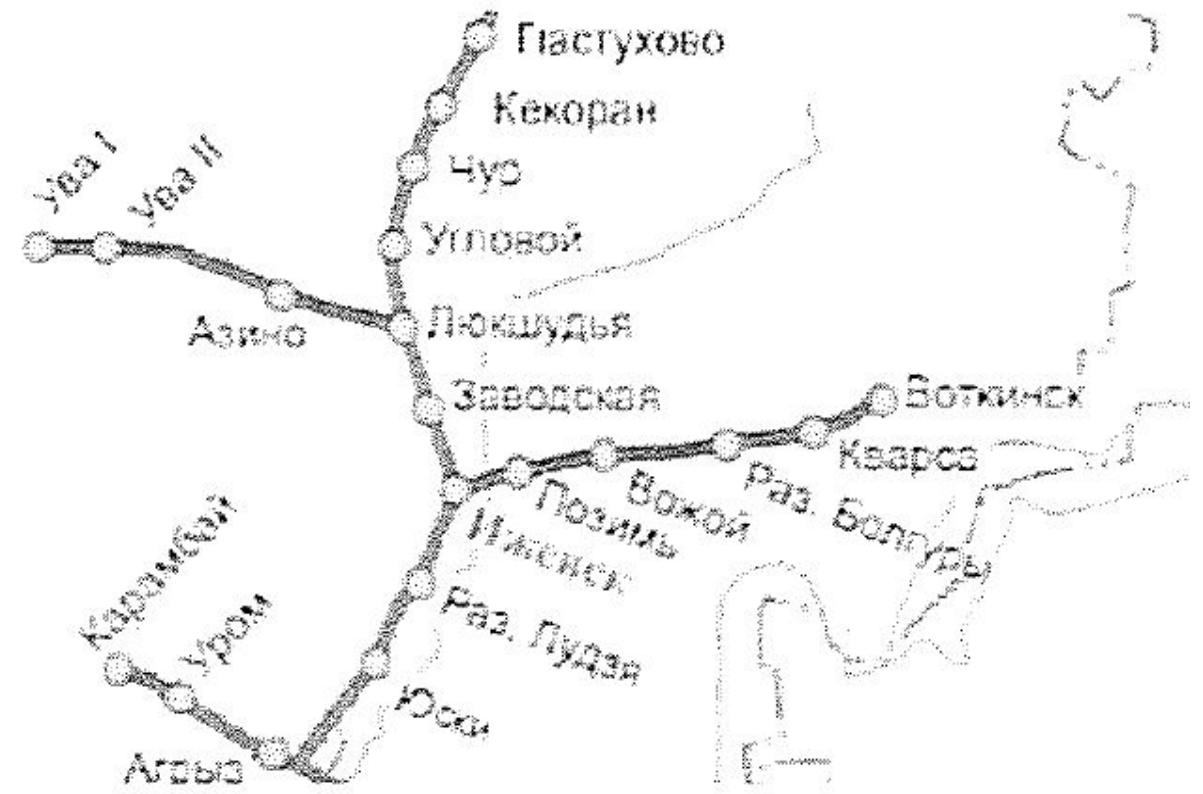 Пастухово
Кекоран
Чур
Ува I
Ува II
Угловой
Азино
Люкшудья
Заводская
Воткинск
Кварса
Раз. Болгуры
Вожой
Позимь
Ижевск
Раз. Лудзя
Юски
Карамбай
Уром
Агрыз